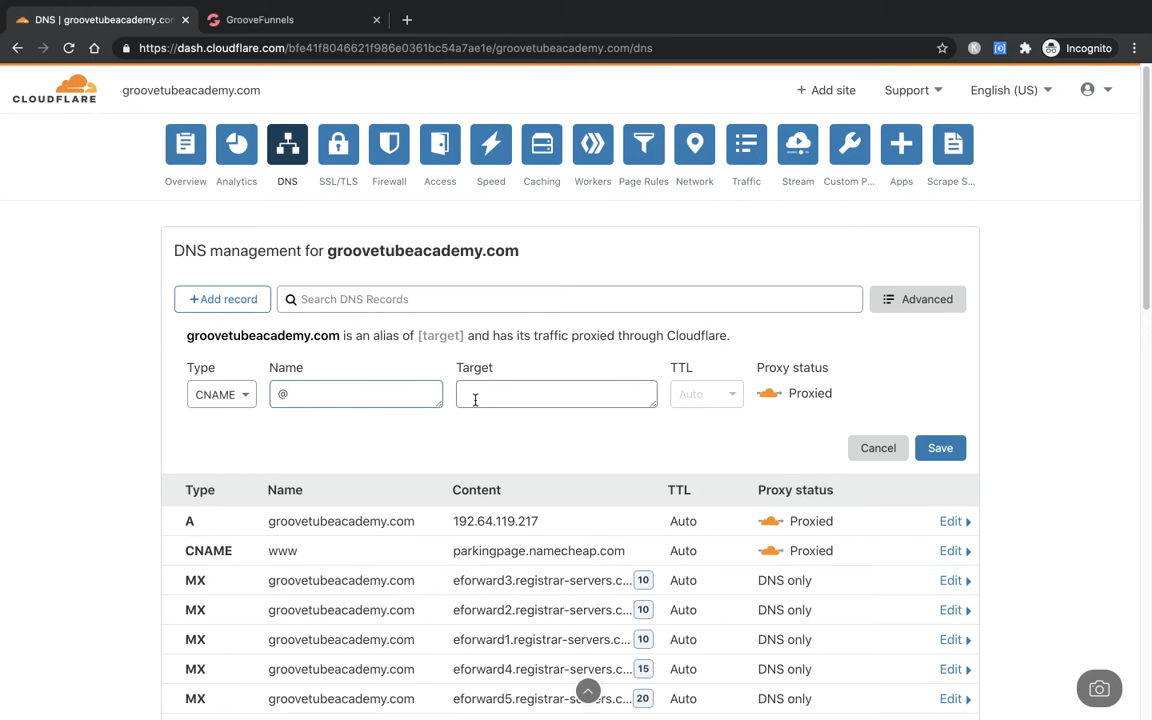 DNS | groovetubeacademy.com
GrooveFunnels
https://dash.cloudflare.com/bfe41f8046621f986e0361bc54a7ae1e/groovetubeacademy.com/dns
Incognito
CLOUDFLARE
groovetubeacademy.com
+ Add site
Support
English (US)
Overview
Analytics
DNS
SSL/TLS
Firewall
Access
Speed
Caching
Workers
Page Rules
Network
Traffic
Stream
Custom P...
Apps
Scrape S...
DNS management for groovetubeacademy.com
+Add record
Search DNS Records
Advanced
groovetubeacademy.com is an alias of [target] and has its traffic proxied through Cloudflare.
Type Name Target TTL Proxy status
CNAME @ Auto Proxied
Cancel Save
Type Name Content TTL Proxy status
A groovetubeacademy.com 192.64.119.217 Auto Proxied Edit
CNAME www parkingpage.namecheap.com Auto Proxied Edit
MX groovetubeacademy.com eforward3.registrar-servers.c... 10 Auto DNS only Edit
MX groovetubeacademy.com eforward2.registrar-servers.c... 10 Auto DNS only Edit
MX groovetubeacademy.com eforward1.registrar-servers.c... 10 Auto DNS only Edit
MX groovetubeacademy.com eforward4.registrar-servers.c... 15 Auto DNS only Edit
MX groovetubeacademy.com eforward5.registrar-servers.c... 20 Auto DNS only Edit